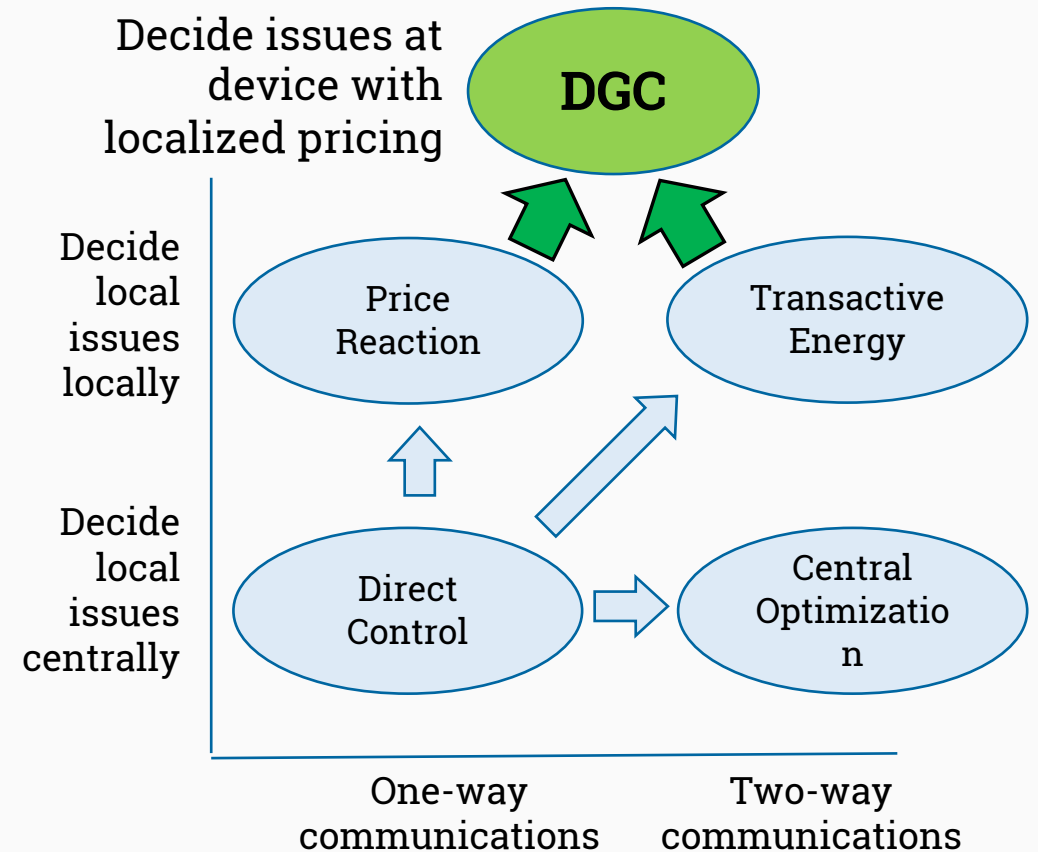 Decide issues at
device with
localized pricing
DGC
Decide
local
issues
locally
Price
Reaction
Transactive
Energy
Decide
local
issues
centrally
Direct
Control
Central
Optimizatio
n
One-way
communications
Two-way
communications